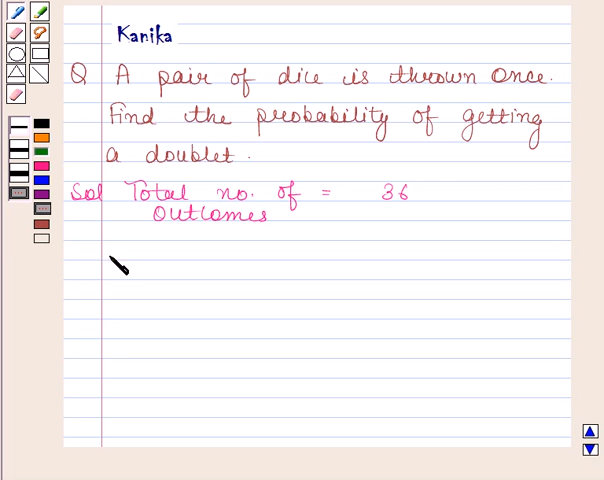 Kanika
Q A pair of dice is thrown once.
Find the probability of getting
a doublet.
Sol Total no. of = 36
Outcomes